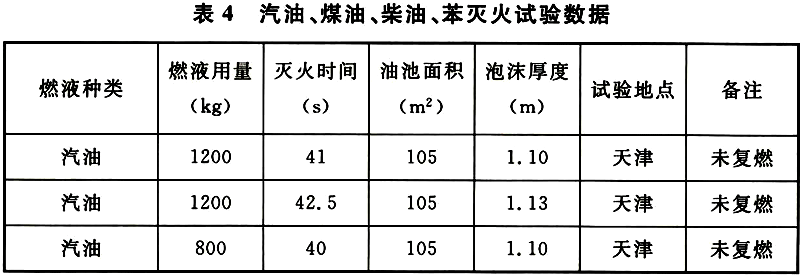 表 4 汽油、煤油、柴油、苯灭火试验数据
燃液种类 燃液用量 (kg) 灭火时间 (s) 油池面积 (m²) 泡沫厚度 (m) 试验地点 备注
汽油 1200 41 105 1.10 天津 未复燃
汽油 1200 42.5 105 1.13 天津 未复燃
汽油 800 40 105 1.10 天津 未复燃